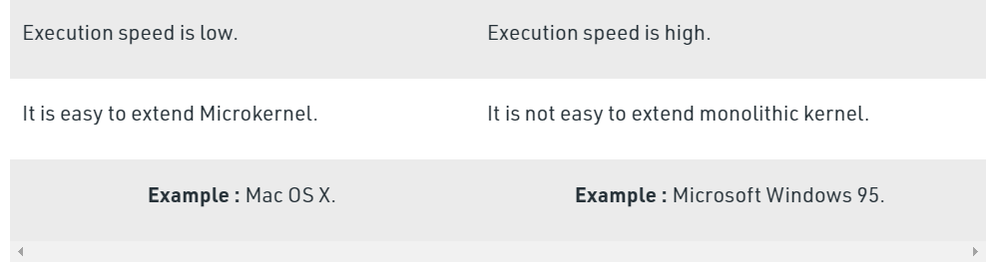 Execution speed is low. Execution speed is high.
It is easy to extend Microkernel. It is not easy to extend monolithic kernel.
Example : Mac OS X. Example : Microsoft Windows 95.